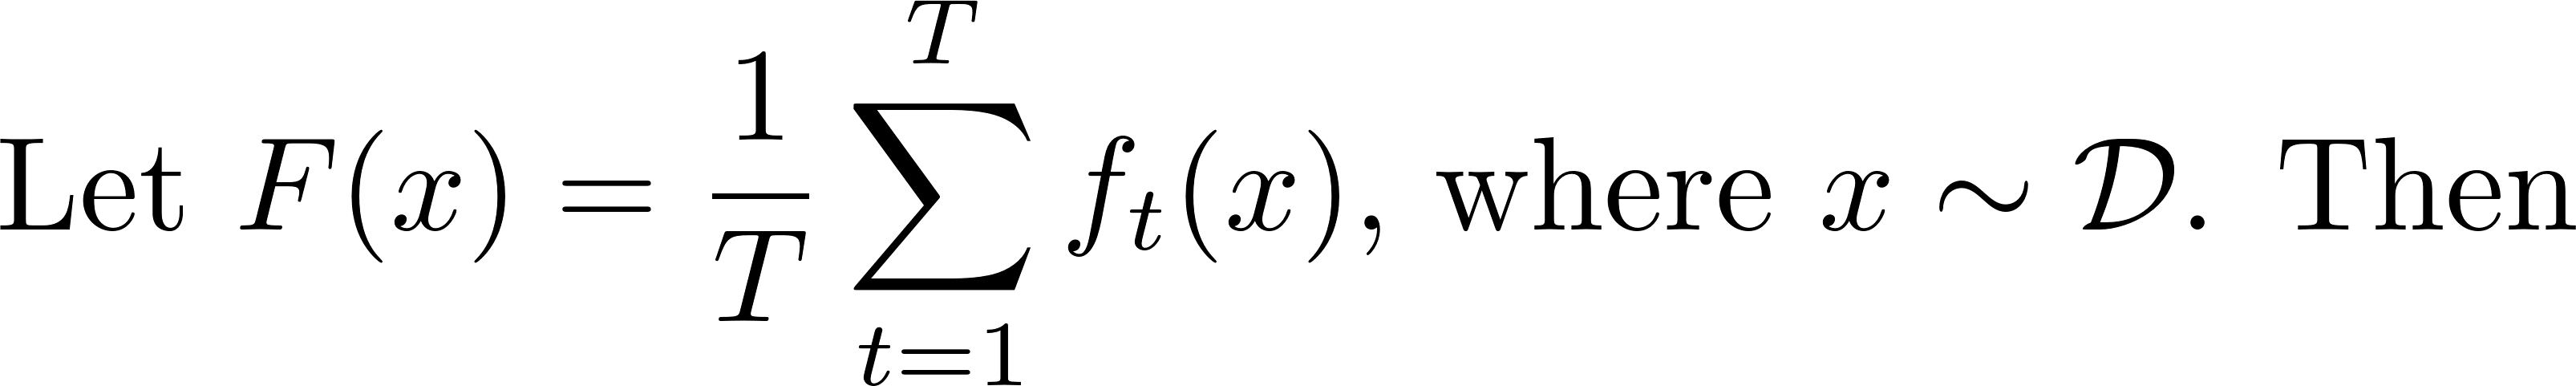 Let $F(x) = \frac{1}{T} \sum_{t=1}^{T} f_t(x)$, where $x \sim \mathcal{D}$. Then